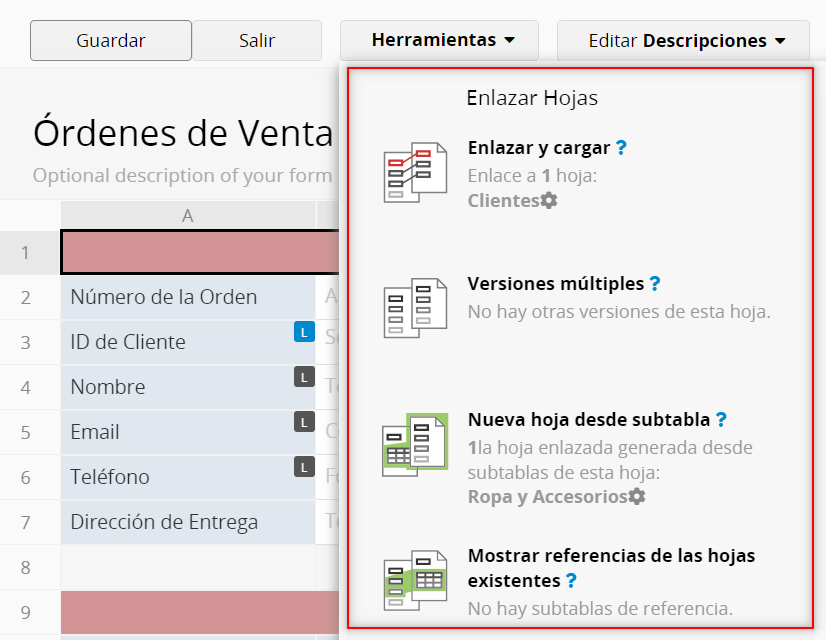 Guardar
Salir
Herramientas
Editar Descripciones
Enlazar Hojas
Órdenes de Venta
Optional description of your form
Enlazar y cargar ?
Enlace a 1 hoja:
Clientes
Versiones múltiples ?
No hay otras versiones de esta hoja.
Nueva hoja desde subtabla ?
1la hoja enlazada generada desde
subtablas de esta hoja:
Ropa y Accesorios
Mostrar referencias de las hojas
existentes ?
No hay subtablas de referencia.
A
1
2 Número de la Orden
3 ID de Cliente L
4 Nombre L
5 Email L
6 Teléfono L
7 Dirección de Entrega
8
9